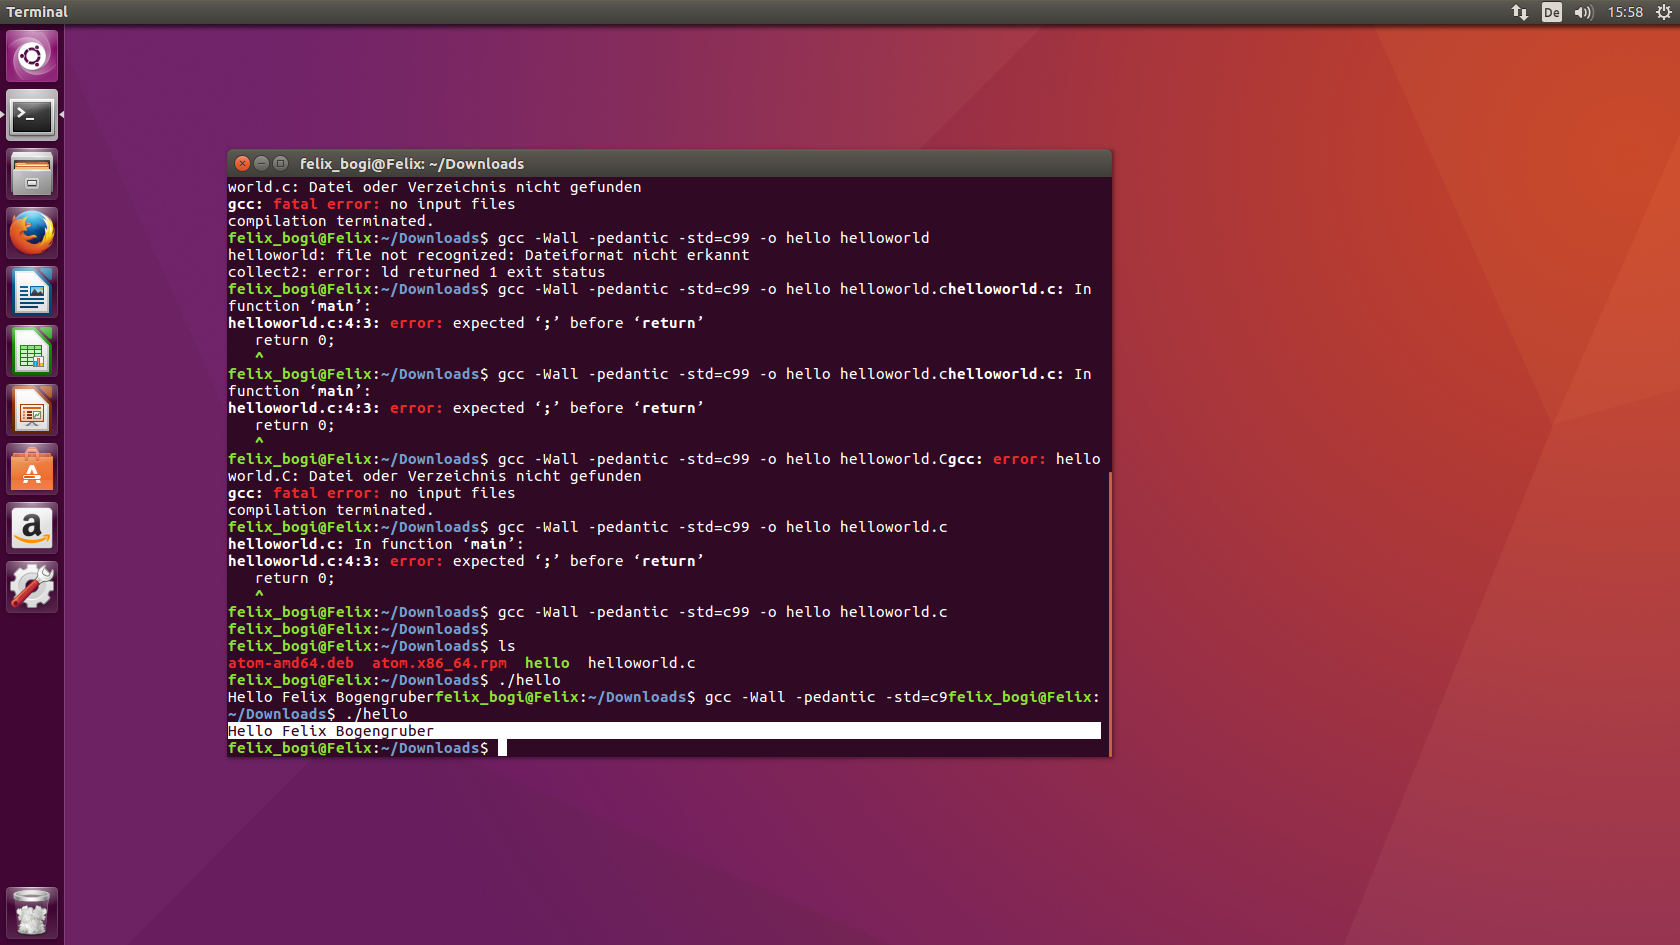 Terminal
De
15:58
felix_bogi@Felix: ~/Downloads
world.c: Datei oder Verzeichnis nicht gefunden
gcc: fatal error: no input files
compilation terminated.
felix_bogi@Felix:~/Downloads$ gcc -Wall -pedantic -std=c99 -o hello helloworld
helloworld: file not recognized: Dateiformat nicht erkannt
collect2: error: ld returned 1 exit status
felix_bogi@Felix:~/Downloads$ gcc -Wall -pedantic -std=c99 -o hello helloworld.chelloworld.c: In
function ‘main’:
helloworld.c:4:3: error: expected ‘;’ before ‘return’
   return 0;
   ^
felix_bogi@Felix:~/Downloads$ gcc -Wall -pedantic -std=c99 -o hello helloworld.chelloworld.c: In
function ‘main’:
helloworld.c:4:3: error: expected ‘;’ before ‘return’
   return 0;
   ^
felix_bogi@Felix:~/Downloads$ gcc -Wall -pedantic -std=c99 -o hello helloworld.Cgcc: error: hello
world.C: Datei oder Verzeichnis nicht gefunden
gcc: fatal error: no input files
compilation terminated.
felix_bogi@Felix:~/Downloads$ gcc -Wall -pedantic -std=c99 -o hello helloworld.c
helloworld.c: In function ‘main’:
helloworld.c:4:3: error: expected ‘;’ before ‘return’
   return 0;
   ^
felix_bogi@Felix:~/Downloads$ gcc -Wall -pedantic -std=c99 -o hello helloworld.c
felix_bogi@Felix:~/Downloads$
felix_bogi@Felix:~/Downloads$ ls
atom-amd64.deb  atom.x86_64.rpm  hello  helloworld.c
felix_bogi@Felix:~/Downloads$ ./hello
Hello Felix Bogengruberfelix_bogi@Felix:~/Downloads$ gcc -Wall -pedantic -std=c9felix_bogi@Felix:
~/Downloads$ ./hello
Hello Felix Bogengruber
felix_bogi@Felix:~/Downloads$